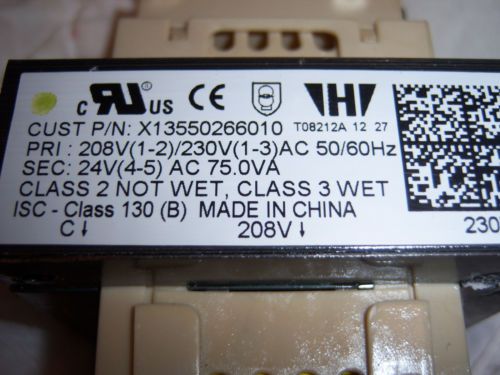 c RU US CE H
CUST P/N: X13550266010 T08212A 12 27
PRI : 208V(1-2)/230V(1-3)AC 50/60Hz
SEC: 24V(4-5) AC 75.0VA
CLASS 2 NOT WET, CLASS 3 WET
ISC - Class 130 (B) MADE IN CHINA
C↓ 208V↓ 230